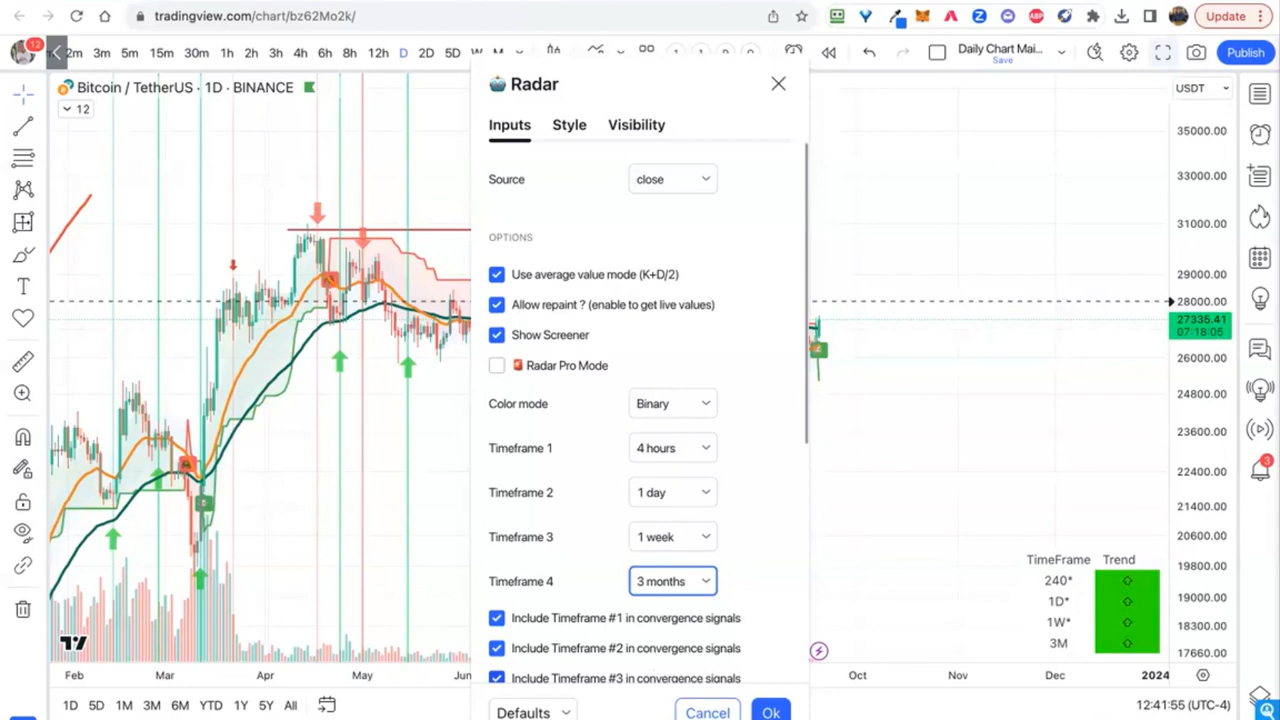 tradingview.com/chart/bz62Mo2k/
Update
12
2m 3m 5m 15m 30m 1h 2h 3h 4h 6h 8h 12h D 2D 5D W M
Daily Chart Mai...
Save
Publish
Bitcoin / TetherUS · 1D · BINANCE
12
USDT
Radar
Inputs Style Visibility
Source close
OPTIONS
Use average value mode (K+D/2)
Allow repaint ? (enable to get live values)
Show Screener
Radar Pro Mode
Color mode Binary
Timeframe 1 4 hours
Timeframe 2 1 day
Timeframe 3 1 week
Timeframe 4 3 months
Include Timeframe #1 in convergence signals
Include Timeframe #2 in convergence signals
Include Timeframe #3 in convergence signals
Defaults Cancel Ok
35000.00
33000.00
31000.00
29000.00
28000.00
27335.41
07:18:05
26000.00
24800.00
23600.00
22400.00
21400.00
20600.00
19800.00
19000.00
18300.00
17660.00
3
TimeFrame Trend
240*
1D*
1W*
3M
Feb Mar Apr May Jun Oct Nov Dec 2024
1D 5D 1M 3M 6M YTD 1Y 5Y All
12:41:55 (UTC-4)